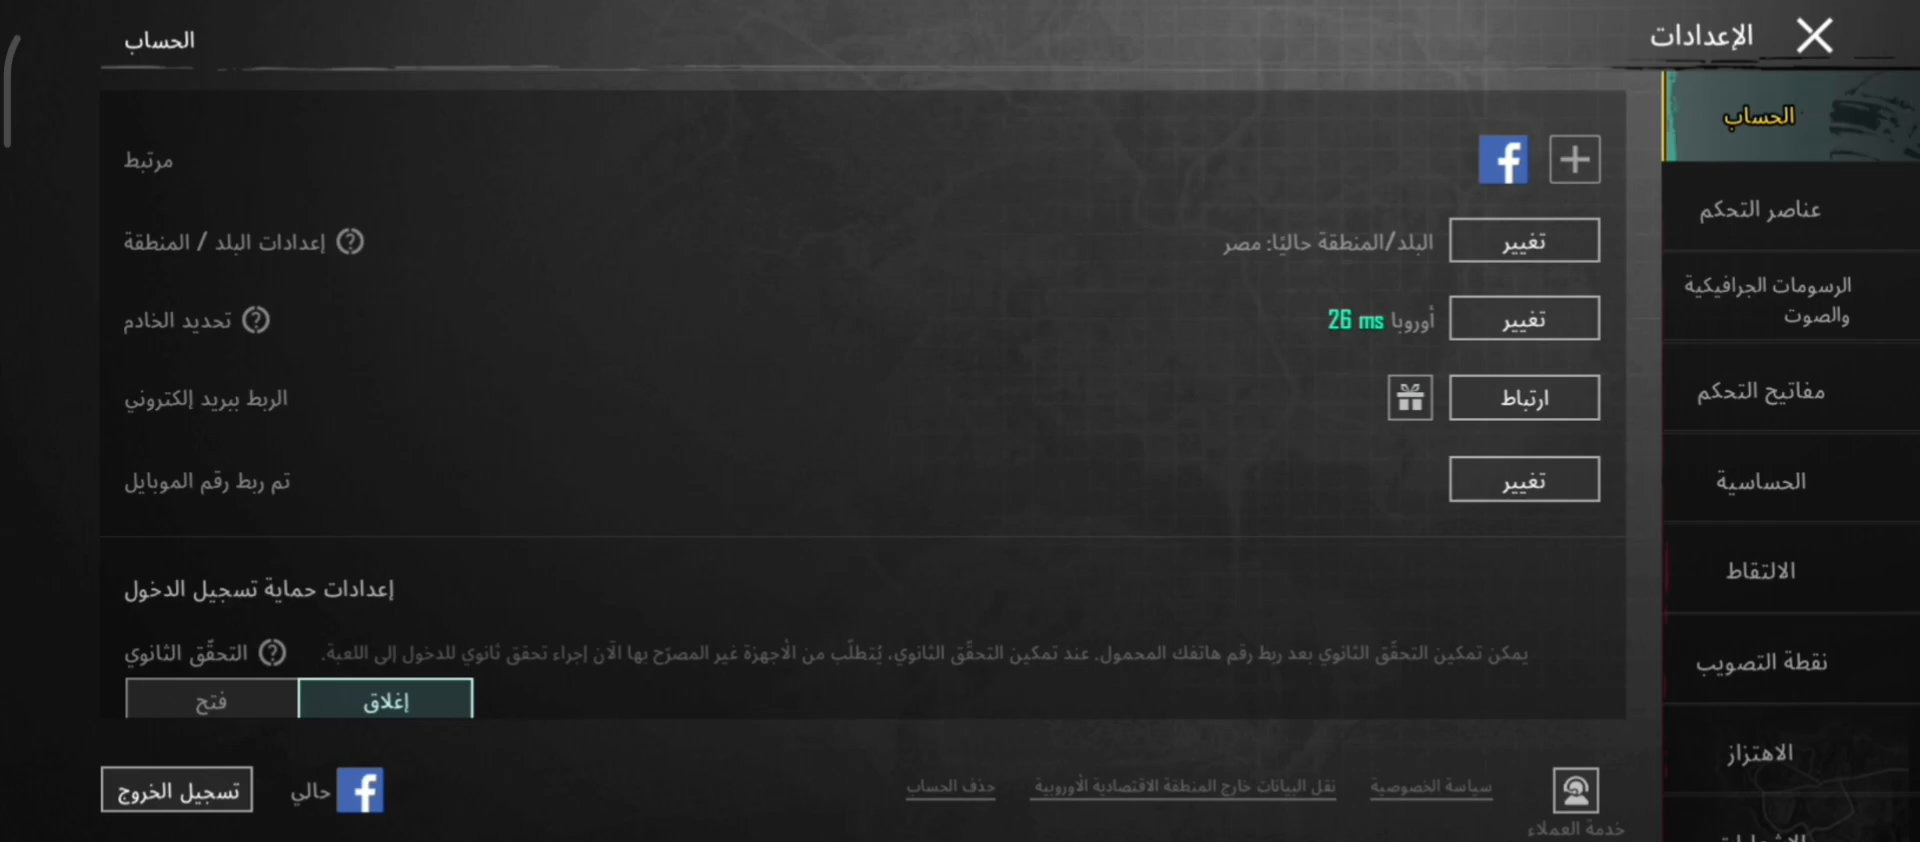 الإعدادات
الحساب
الحساب
عناصر التحكم
الرسومات الجرافيكية
والصوت
مفاتيح التحكم
الحساسية
الالتقاط
نقطة التصويب
الاهتزاز
مرتبط
إعدادات البلد / المنطقة
البلد/المنطقة حاليًا: مصر
تغيير
تحديد الخادم
أوروبا 26 ms
تغيير
الربط ببريد إلكتروني
ارتباط
تم ربط رقم الموبايل
تغيير
إعدادات حماية تسجيل الدخول
التحقّق الثانوي
يمكن تمكين التحقّق الثانوي بعد ربط رقم هاتفك المحمول. عند تمكين التحقّق الثانوي، يُتطلّب من الأجهزة غير المصرّح بها الآن إجراء تحقق ثانوي للدخول إلى اللعبة.
فتح
إغلاق
تسجيل الخروج
حالي
حذف الحساب
نقل البيانات خارج المنطقة الاقتصادية الأوروبية
سياسة الخصوصية
خدمة العملاء